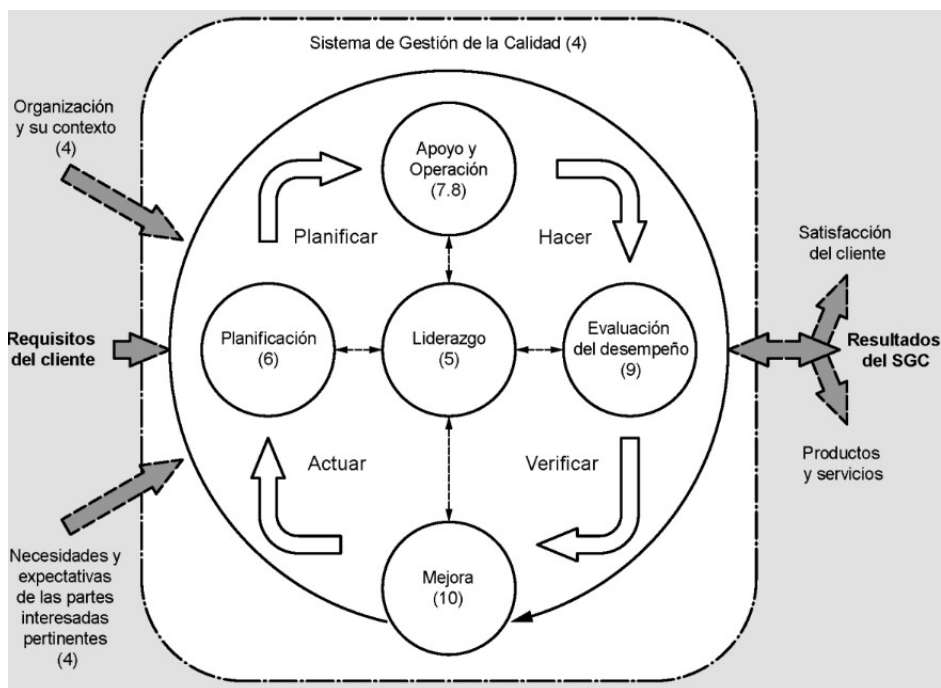 Sistema de Gestión de la Calidad (4)
Organización
y su contexto
(4)
Apoyo y
Operación
(7.8)
Planificar
Hacer
Satisfacción
del cliente
Requisitos
del cliente
Planificación
(6)
Liderazgo
(5)
Evaluación
del desempeño
(9)
Resultados
del SGC
Actuar
Verificar
Productos
y servicios
Necesidades y
expectativas
de las partes
interesadas
pertinentes
(4)
Mejora
(10)